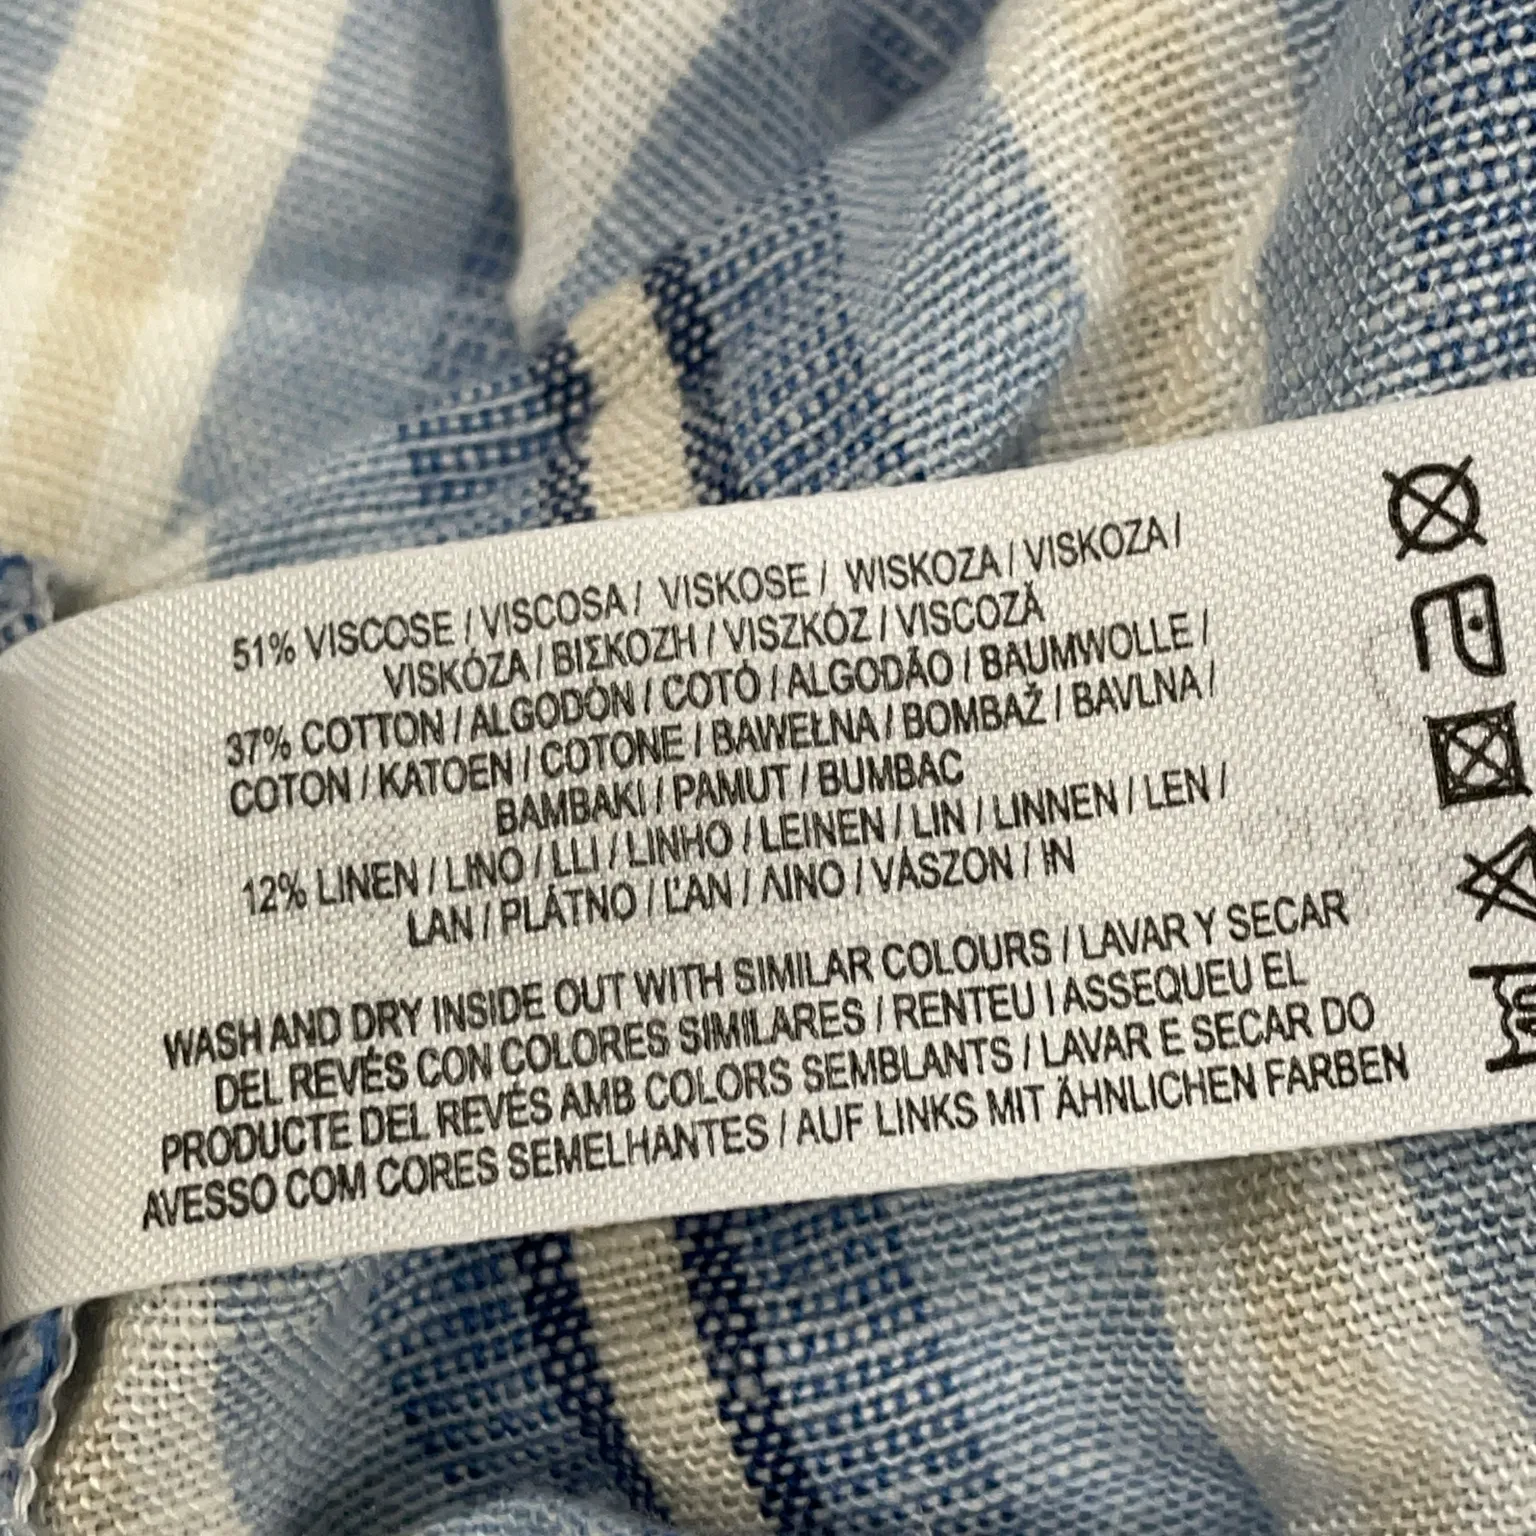 51% VISCOSE / VISCOSA / VISKOSE / WISKOZA / VISKOZA /
VISKÓZA / ΒΙΣΚΟΖΗ / VISZKÓZ / VISCOZĂ
37% COTTON / ALGODÓN / COTÓ / ALGODÃO / BAUMWOLLE /
COTON / KATOEN / COTONE / BAWEŁNA / BOMBAŽ / BAVLNA /
BAMBAKI / PAMUT / BUMBAC
12% LINEN / LINO / LLI / LINHO / LEINEN / LIN / LINNEN / LEN /
LAN / PLÁTNO / ĽAN / ΛΙΝΟ / VÁSZON / IN
WASH AND DRY INSIDE OUT WITH SIMILAR COLOURS / LAVAR Y SECAR
DEL REVÉS CON COLORES SIMILARES / RENTEU I ASSEQUEU EL
PRODUCTE DEL REVÉS AMB COLORS SEMBLANTS / LAVAR E SECAR DO
AVESSO COM CORES SEMELHANTES / AUF LINKS MIT ÄHNLICHEN FARBEN